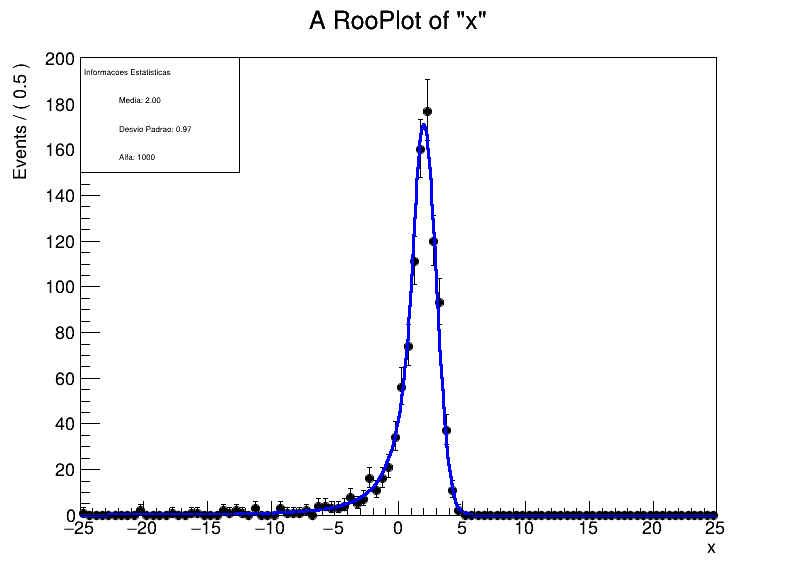 A RooPlot of "x"
Events / ( 0.5 )
200
180
160
140
120
100
80
60
40
20
0
Informacoes Estatisticas
Media: 2.00
Desvio Padrao: 0.97
Alfa: 1000
−25 −20 −15 −10 −5 0 5 10 15 20 25
x